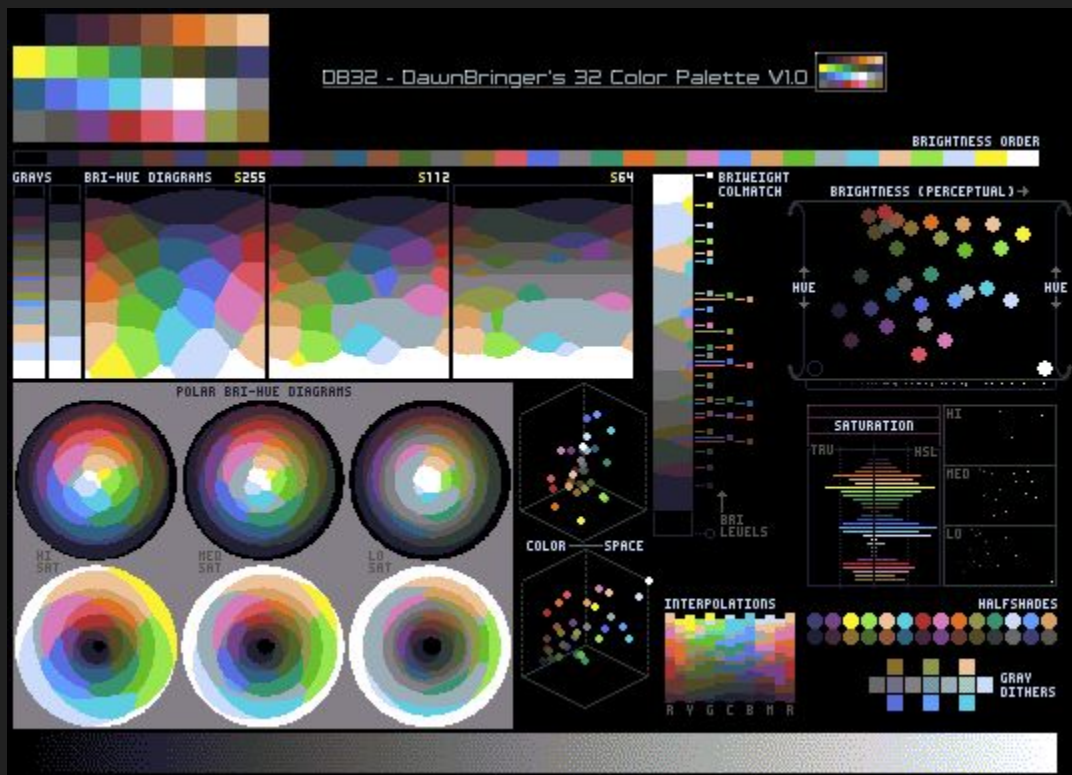 DB32 - DawnBringer's 32 Color Palette V1.0
BRIGHTNESS ORDER
GRAYS BRI-HUE DIAGRAMS S255 S112 S64
BRIWEIGHT
COLMATCH
BRIGHTNESS (PERCEPTUAL)→
HUE HUE
POLAR BRI-HUE DIAGRAMS
SATURATION
TRU HSL
HI
MED
LO
BRI
LEVELS
COLOR SPACE
HI
SAT
MED
SAT
LO
SAT
INTERPOLATIONS
R Y G C B M R
HALFSHADES
GRAY
DITHERS